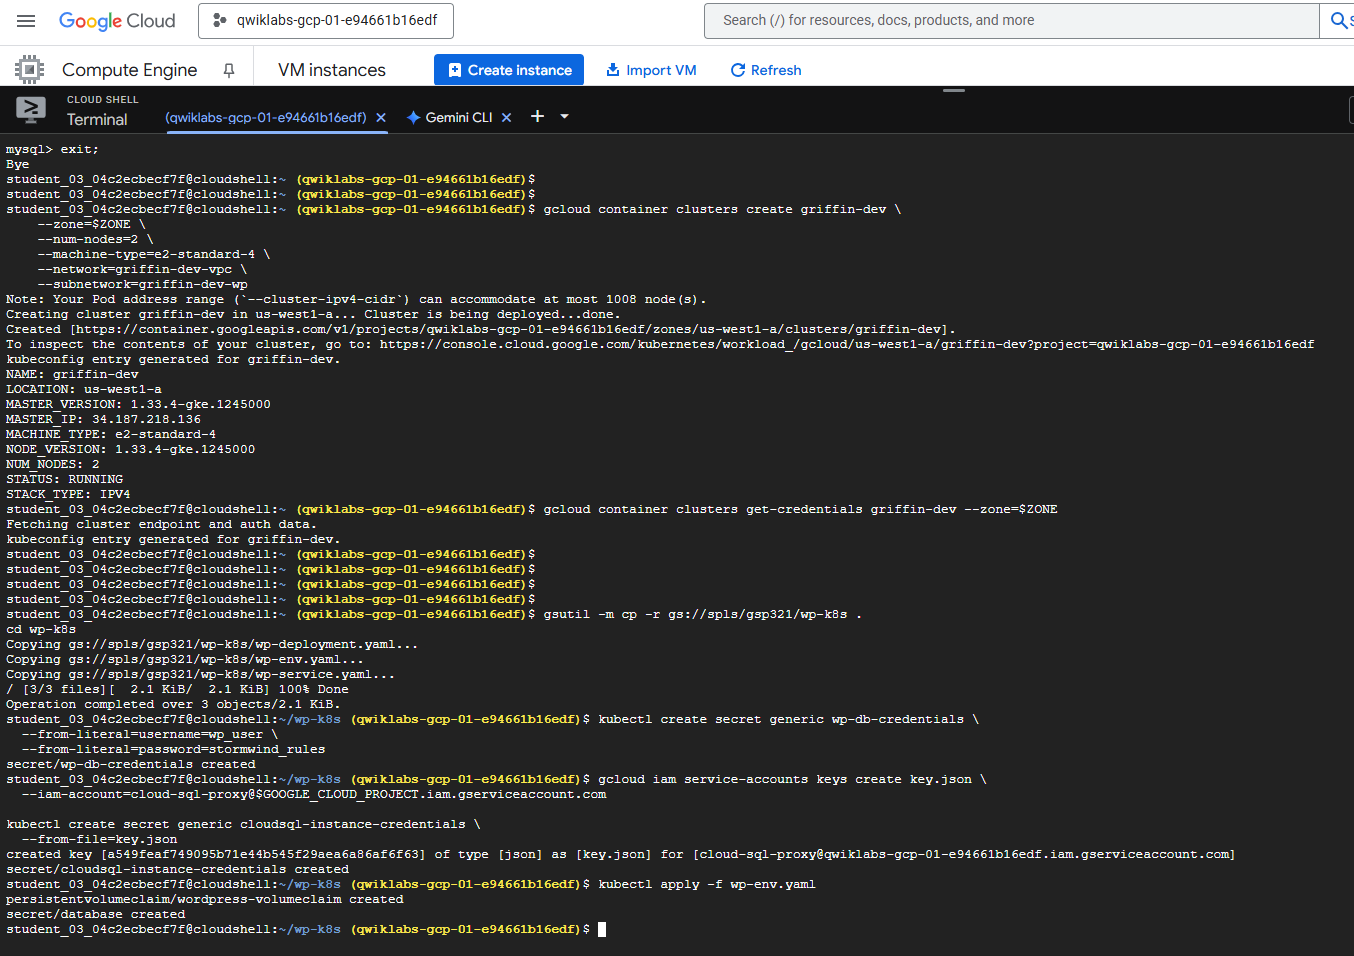 Google Cloud
qwiklabs-gcp-01-e94661b16edf
Search (/) for resources, docs, products, and more
Compute Engine
VM instances
Create instance
Import VM
Refresh
CLOUD SHELL
Terminal
(qwiklabs-gcp-01-e94661b16edf)
Gemini CLI
mysql> exit;
Bye
student_03_04c2ecbecf7f@cloudshell:~ (qwiklabs-gcp-01-e94661b16edf)$
student_03_04c2ecbecf7f@cloudshell:~ (qwiklabs-gcp-01-e94661b16edf)$
student_03_04c2ecbecf7f@cloudshell:~ (qwiklabs-gcp-01-e94661b16edf)$ gcloud container clusters create griffin-dev \
    --zone=$ZONE \
    --num-nodes=2 \
    --machine-type=e2-standard-4 \
    --network=griffin-dev-vpc \
    --subnetwork=griffin-dev-wp
Note: Your Pod address range (`--cluster-ipv4-cidr`) can accommodate at most 1008 node(s).
Creating cluster griffin-dev in us-west1-a... Cluster is being deployed...done.
Created [https://container.googleapis.com/v1/projects/qwiklabs-gcp-01-e94661b16edf/zones/us-west1-a/clusters/griffin-dev].
To inspect the contents of your cluster, go to: https://console.cloud.google.com/kubernetes/workload_/gcloud/us-west1-a/griffin-dev?project=qwiklabs-gcp-01-e94661b16edf
kubeconfig entry generated for griffin-dev.
NAME: griffin-dev
LOCATION: us-west1-a
MASTER_VERSION: 1.33.4-gke.1245000
MASTER_IP: 34.187.218.136
MACHINE_TYPE: e2-standard-4
NODE_VERSION: 1.33.4-gke.1245000
NUM_NODES: 2
STATUS: RUNNING
STACK_TYPE: IPV4
student_03_04c2ecbecf7f@cloudshell:~ (qwiklabs-gcp-01-e94661b16edf)$ gcloud container clusters get-credentials griffin-dev --zone=$ZONE
Fetching cluster endpoint and auth data.
kubeconfig entry generated for griffin-dev.
student_03_04c2ecbecf7f@cloudshell:~ (qwiklabs-gcp-01-e94661b16edf)$
student_03_04c2ecbecf7f@cloudshell:~ (qwiklabs-gcp-01-e94661b16edf)$
student_03_04c2ecbecf7f@cloudshell:~ (qwiklabs-gcp-01-e94661b16edf)$
student_03_04c2ecbecf7f@cloudshell:~ (qwiklabs-gcp-01-e94661b16edf)$
student_03_04c2ecbecf7f@cloudshell:~ (qwiklabs-gcp-01-e94661b16edf)$ gsutil -m cp -r gs://spls/gsp321/wp-k8s .
cd wp-k8s
Copying gs://spls/gsp321/wp-k8s/wp-deployment.yaml...
Copying gs://spls/gsp321/wp-k8s/wp-env.yaml...
Copying gs://spls/gsp321/wp-k8s/wp-service.yaml...
/ [3/3 files][  2.1 KiB/  2.1 KiB] 100% Done
Operation completed over 3 objects/2.1 KiB.
student_03_04c2ecbecf7f@cloudshell:~/wp-k8s (qwiklabs-gcp-01-e94661b16edf)$ kubectl create secret generic wp-db-credentials \
  --from-literal=username=wp_user \
  --from-literal=password=stormwind_rules
secret/wp-db-credentials created
student_03_04c2ecbecf7f@cloudshell:~/wp-k8s (qwiklabs-gcp-01-e94661b16edf)$ gcloud iam service-accounts keys create key.json \
  --iam-account=cloud-sql-proxy@$GOOGLE_CLOUD_PROJECT.iam.gserviceaccount.com
kubectl create secret generic cloudsql-instance-credentials \
  --from-file=key.json
created key [a549feaf749095b71e44b545f29aea6a86af6f63] of type [json] as [key.json] for [cloud-sql-proxy@qwiklabs-gcp-01-e94661b16edf.iam.gserviceaccount.com]
secret/cloudsql-instance-credentials created
student_03_04c2ecbecf7f@cloudshell:~/wp-k8s (qwiklabs-gcp-01-e94661b16edf)$ kubectl apply -f wp-env.yaml
persistentvolumeclaim/wordpress-volumeclaim created
secret/database created
student_03_04c2ecbecf7f@cloudshell:~/wp-k8s (qwiklabs-gcp-01-e94661b16edf)$